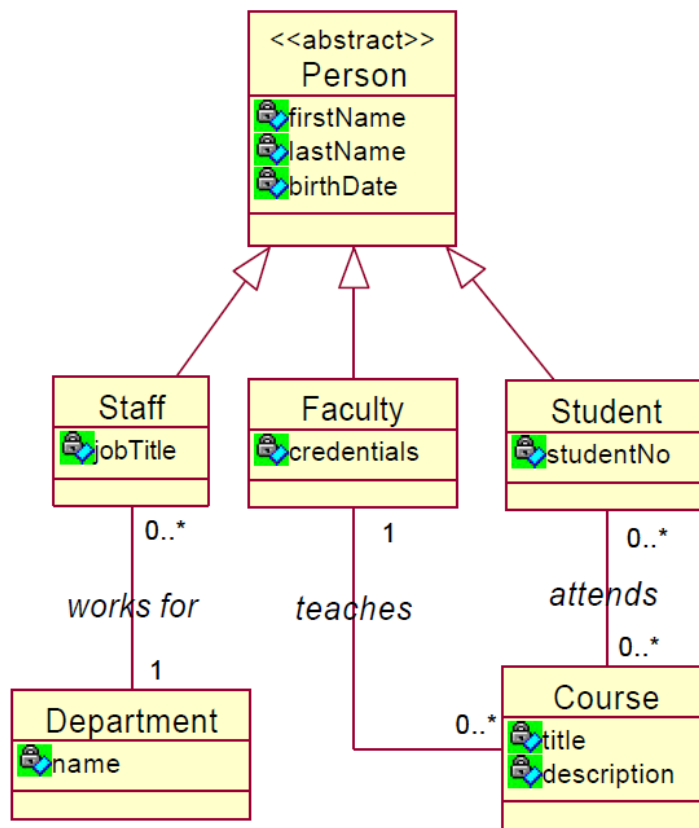 <<abstract>>
Person
firstName
lastName
birthDate
Staff
jobTitle
Faculty
credentials
Student
studentNo
0..*
1
0..*
works for
teaches
attends
1
0..*
0..*
Department
name
Course
title
description